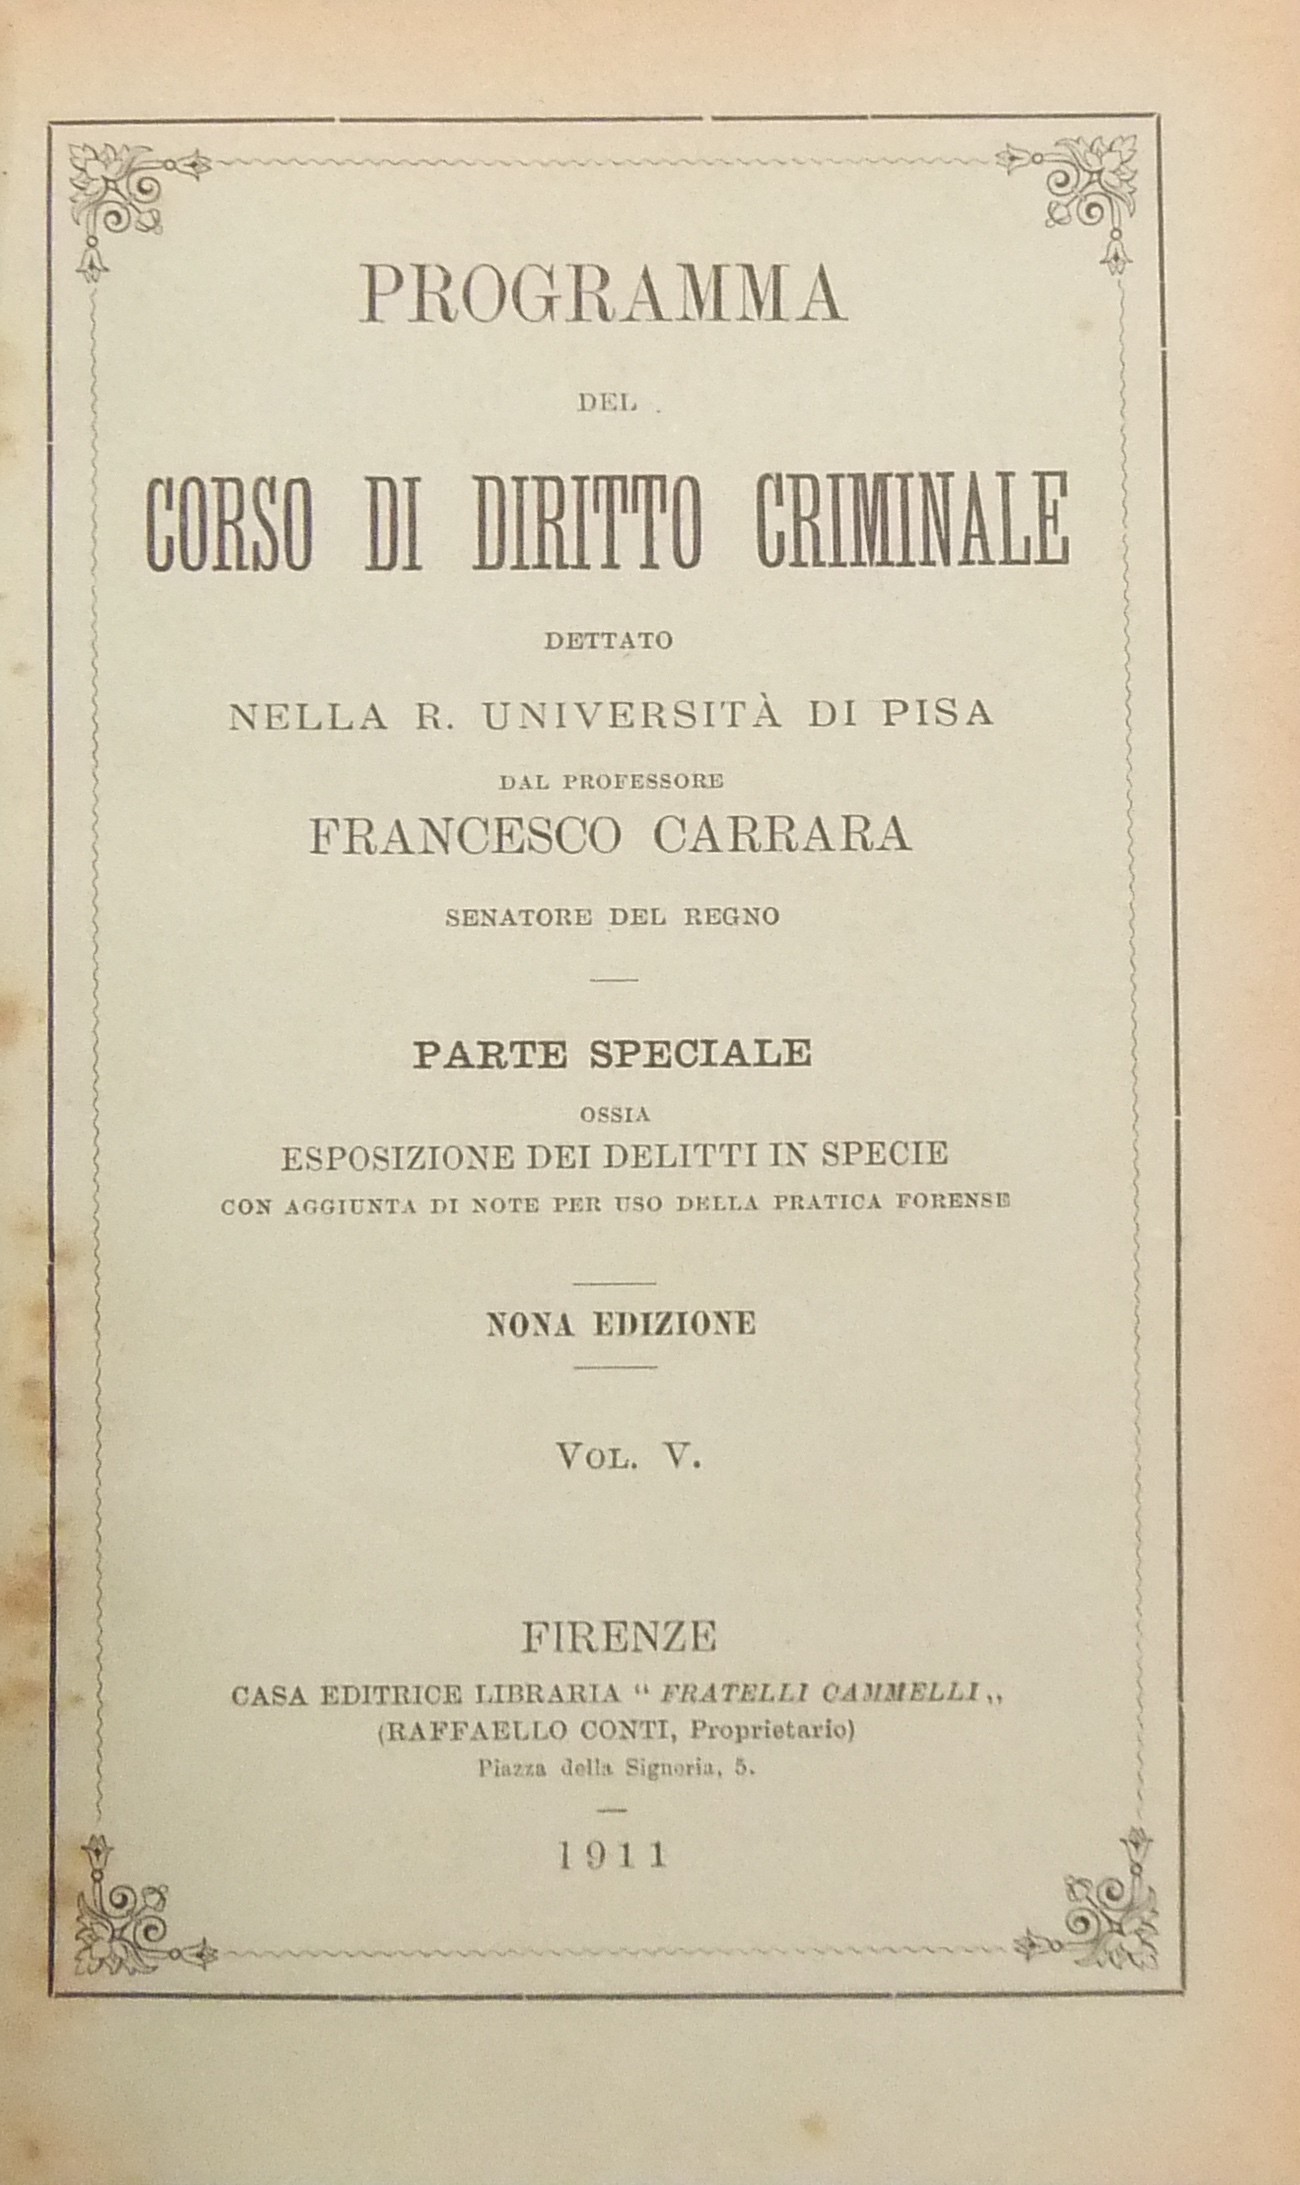 PROGRAMMA
DEL
CORSO DI DIRITTO CRIMINALE
DETTATO
NELLA R. UNIVERSITÀ DI PISA
DAL PROFESSORE
FRANCESCO CARRARA
SENATORE DEL REGNO
PARTE SPECIALE
OSSIA
ESPOSIZIONE DEI DELITTI IN SPECIE
CON AGGIUNTA DI NOTE PER USO DELLA PRATICA FORENSE
NONA EDIZIONE
VOL. V.
FIRENZE
CASA EDITRICE LIBRARIA “ FRATELLI CAMMELLI „
(RAFFAELLO CONTI, Proprietario)
Piazza della Signoria, 5.
1911